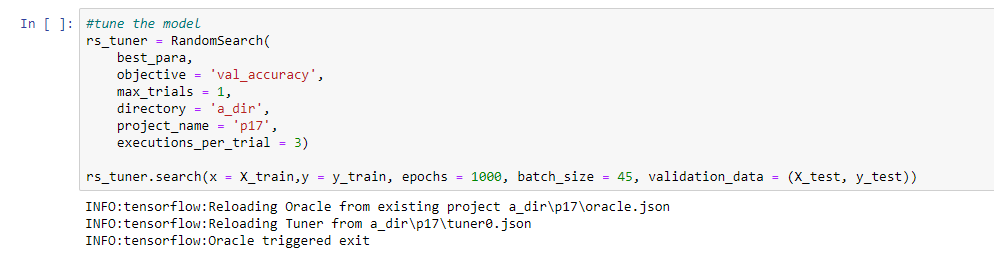 In [ ]: #tune the model
rs_tuner = RandomSearch(
    best_para,
    objective = 'val_accuracy',
    max_trials = 1,
    directory = 'a_dir',
    project_name = 'p17',
    executions_per_trial = 3)
rs_tuner.search(x = X_train,y = y_train, epochs = 1000, batch_size = 45, validation_data = (X_test, y_test))
INFO:tensorflow:Reloading Oracle from existing project a_dir\p17\oracle.json
INFO:tensorflow:Reloading Tuner from a_dir\p17\tuner0.json
INFO:tensorflow:Oracle triggered exit